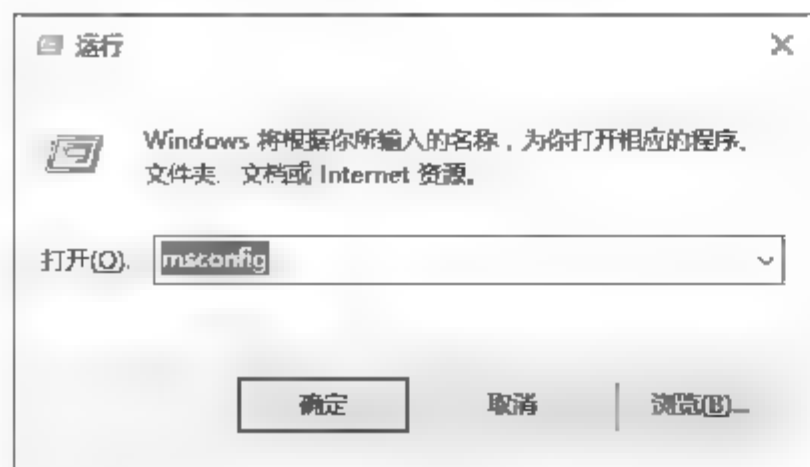 运行
Windows 将根据你所输入的名称，为你打开相应的程序、
文件夹、文档或 Internet 资源。
打开(O):
msconfig
确定
取消
浏览(B)...